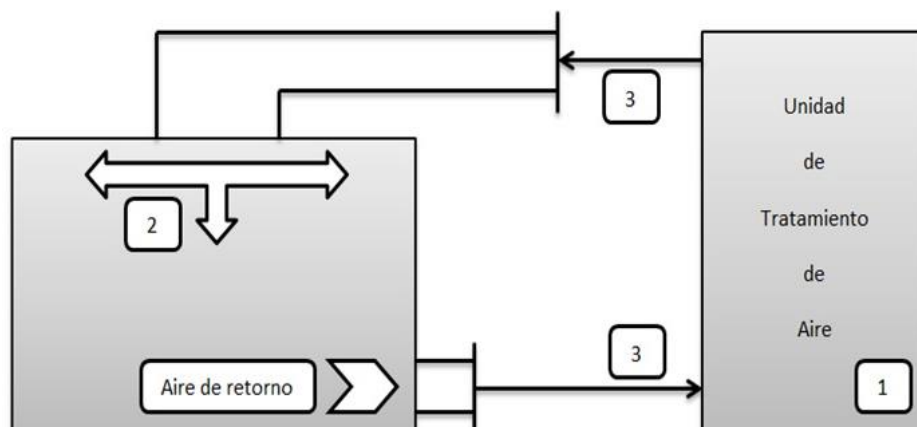 3
Unidad
de
Tratamiento
de
Aire
2
3
Aire de retorno
1